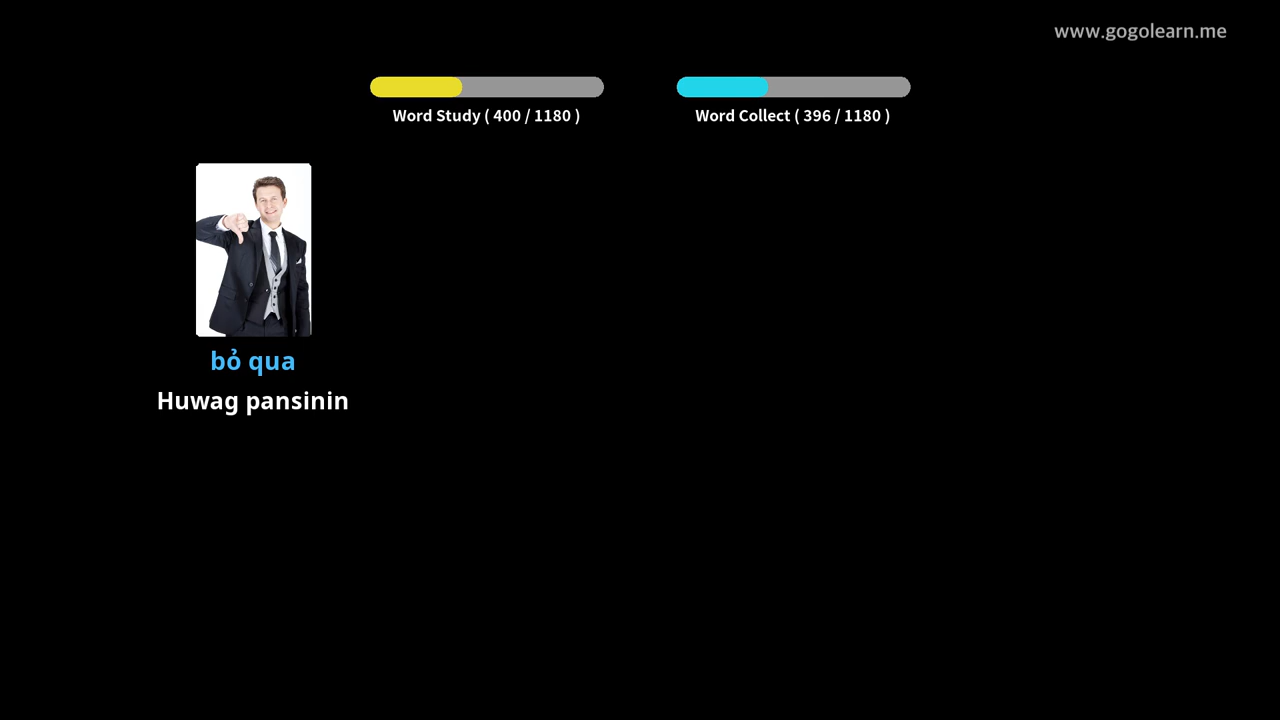 www.gogolearn.me
Word Study ( 400 / 1180 )
Word Collect ( 396 / 1180 )
bỏ qua
Huwag pansinin